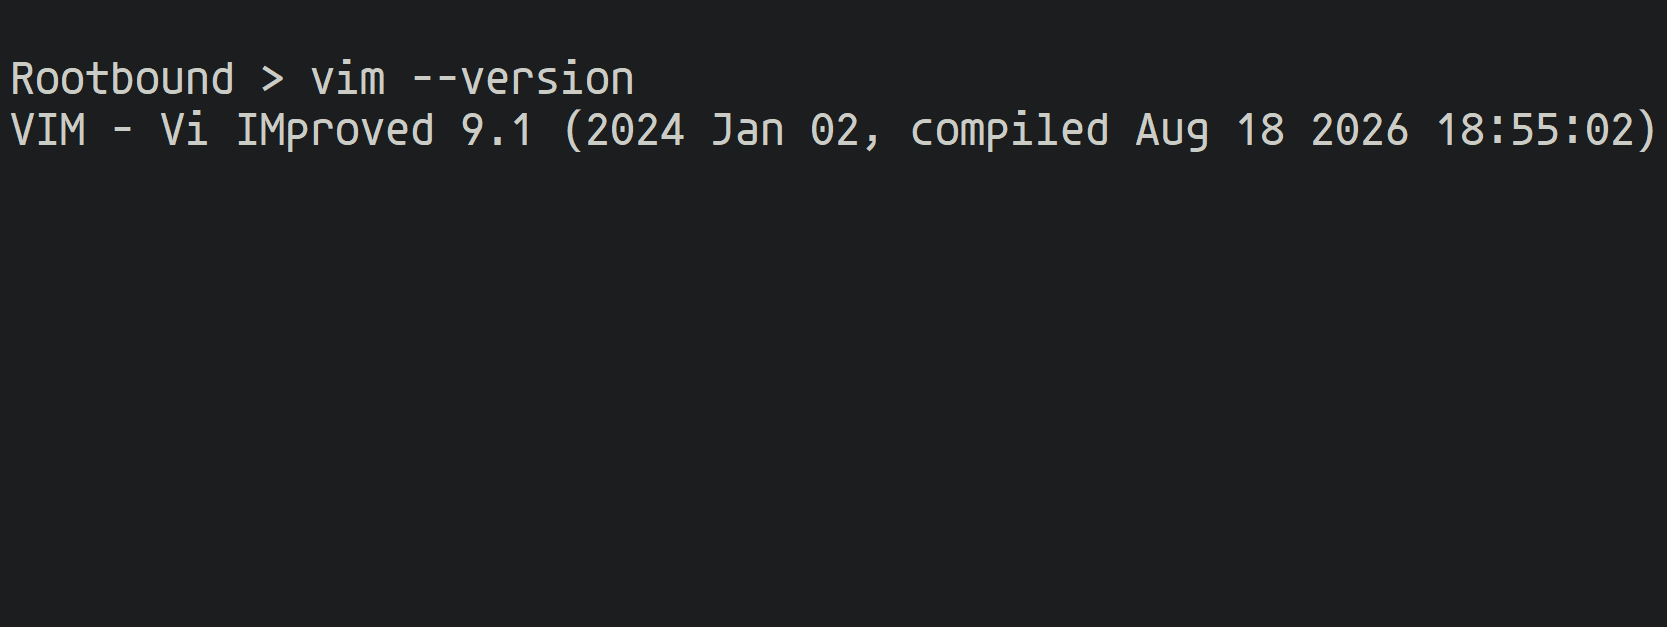 Rootbound > vim --version
VIM - Vi IMproved 9.1 (2024 Jan 02, compiled Aug 18 2026 18:55:02)